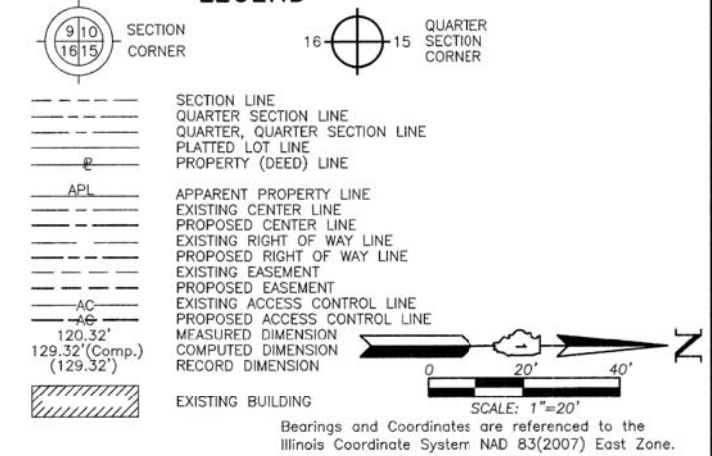 LEGEND
9 10
16 15
SECTION
CORNER
16
15
QUARTER
SECTION
CORNER
SECTION LINE
QUARTER SECTION LINE
QUARTER, QUARTER SECTION LINE
PLATTED LOT LINE
PL PROPERTY (DEED) LINE
APL APPARENT PROPERTY LINE
EXISTING CENTER LINE
PROPOSED CENTER LINE
EXISTING RIGHT OF WAY LINE
PROPOSED RIGHT OF WAY LINE
EXISTING EASEMENT
PROPOSED EASEMENT
AC EXISTING ACCESS CONTROL LINE
AC PROPOSED ACCESS CONTROL LINE
120.32' MEASURED DIMENSION
129.32'(Comp.) COMPUTED DIMENSION
(129.32') RECORD DIMENSION
EXISTING BUILDING
N
0 20' 40'
SCALE: 1"=20'
Bearings and Coordinates are referenced to the
Illinois Coordinate System NAD 83(2007) East Zone.